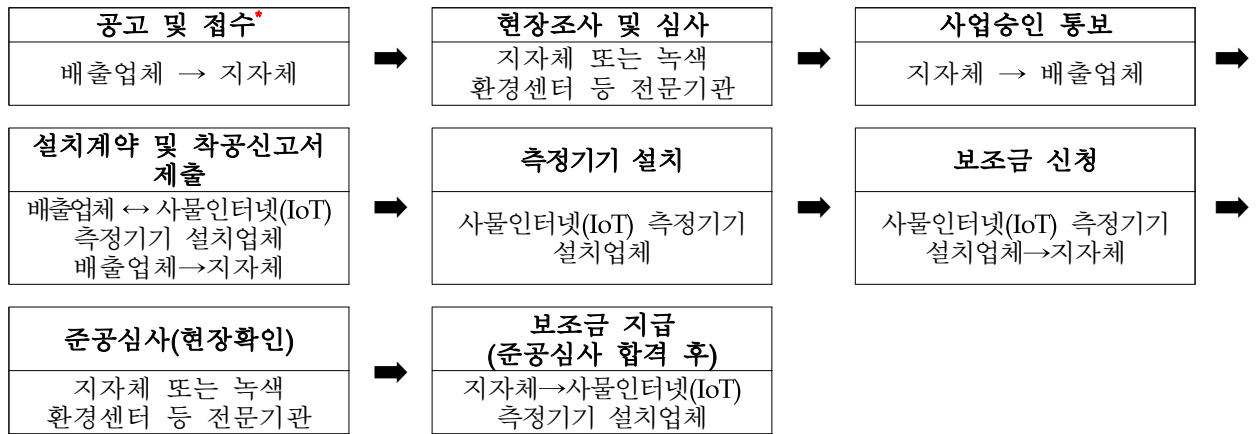 공고 및 접수*
배출업체 → 지자체
현장조사 및 심사
지자체 또는 녹색
환경센터 등 전문기관
사업승인 통보
지자체 → 배출업체
설치계약 및 착공신고서
제출
배출업체 ↔ 사물인터넷(IoT)
측정기기 설치업체
배출업체→지자체
측정기기 설치
사물인터넷(IoT) 측정기기
설치업체
보조금 신청
사물인터넷(IoT) 측정기기
설치업체→지자체
준공심사(현장확인)
지자체 또는 녹색
환경센터 등 전문기관
보조금 지급
(준공심사 합격 후)
지자체→사물인터넷(IoT)
측정기기 설치업체